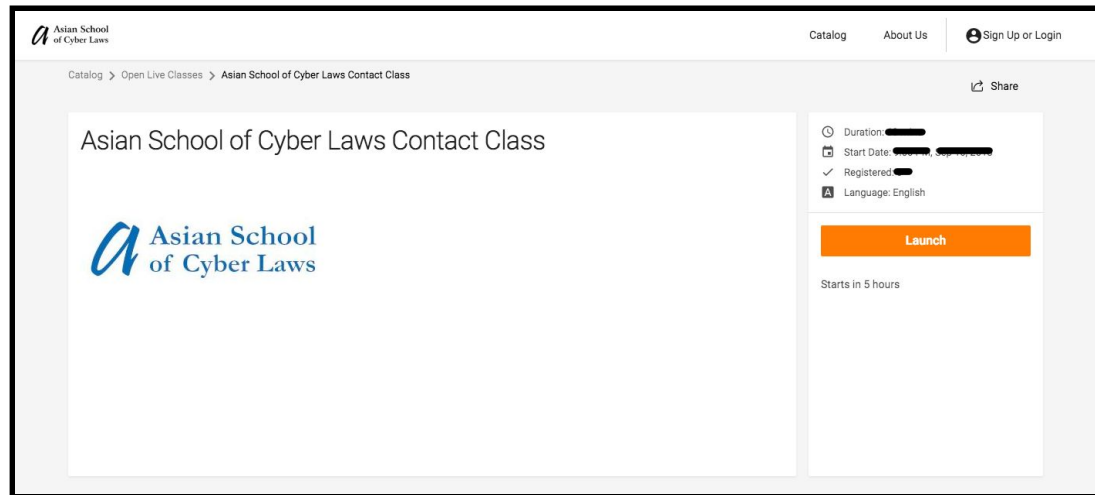 Asian School
of Cyber Laws
Catalog
About Us
Sign Up or Login
Catalog > Open Live Classes > Asian School of Cyber Laws Contact Class
Share
Asian School of Cyber Laws Contact Class
Asian School
of Cyber Laws
Duration:
Start Date:
Registered:
Language: English
Launch
Starts in 5 hours